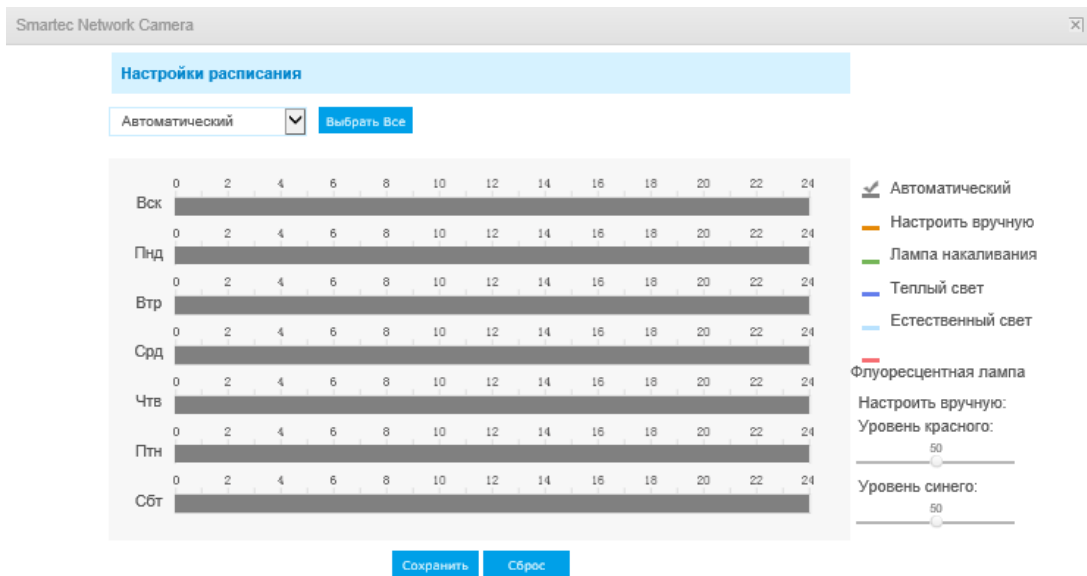 Smartec Network Camera
Настройки расписания
Автоматический Выбрать Все
0 2 4 6 8 10 12 14 16 18 20 22 24
Вск
0 2 4 6 8 10 12 14 16 18 20 22 24
Пнд
0 2 4 6 8 10 12 14 16 18 20 22 24
Втр
0 2 4 6 8 10 12 14 16 18 20 22 24
Срд
0 2 4 6 8 10 12 14 16 18 20 22 24
Чтв
0 2 4 6 8 10 12 14 16 18 20 22 24
Птн
0 2 4 6 8 10 12 14 16 18 20 22 24
Сбт
Автоматический
Настроить вручную
Лампа накаливания
Теплый свет
Естественный свет
Флуоресцентная лампа
Настроить вручную:
Уровень красного:
50
Уровень синего:
50
Сохранить Сброс